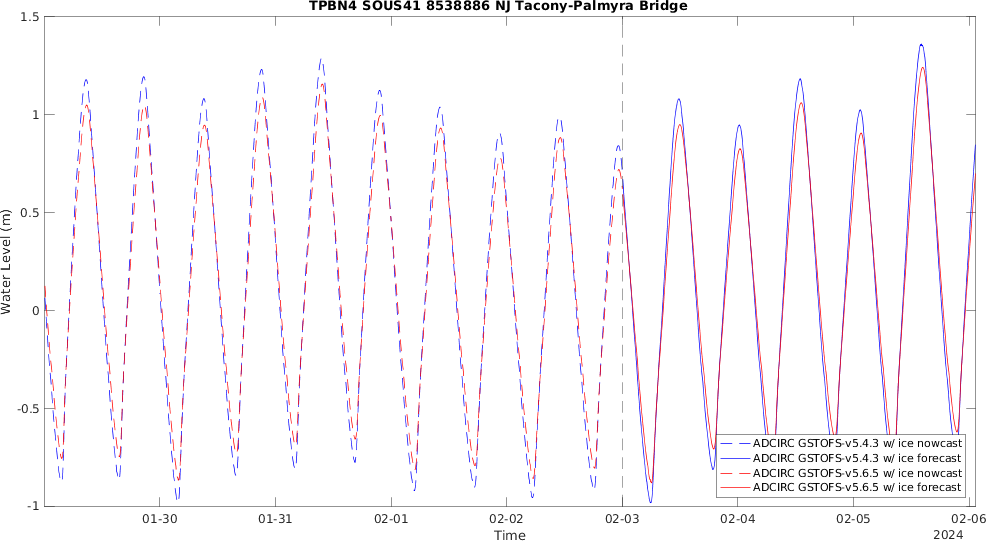 TPBN4 SOUS41 8538886 NJ Tacony-Palmyra Bridge
1.5
1
0.5
0
-0.5
-1
Water Level (m)
01-30
01-31
02-01
02-02
02-03
02-04
02-05
02-06
Time
2024
ADCIRC GSTOFS-v5.4.3 w/ ice nowcast
ADCIRC GSTOFS-v5.4.3 w/ ice forecast
ADCIRC GSTOFS-v5.6.5 w/ ice nowcast
ADCIRC GSTOFS-v5.6.5 w/ ice forecast